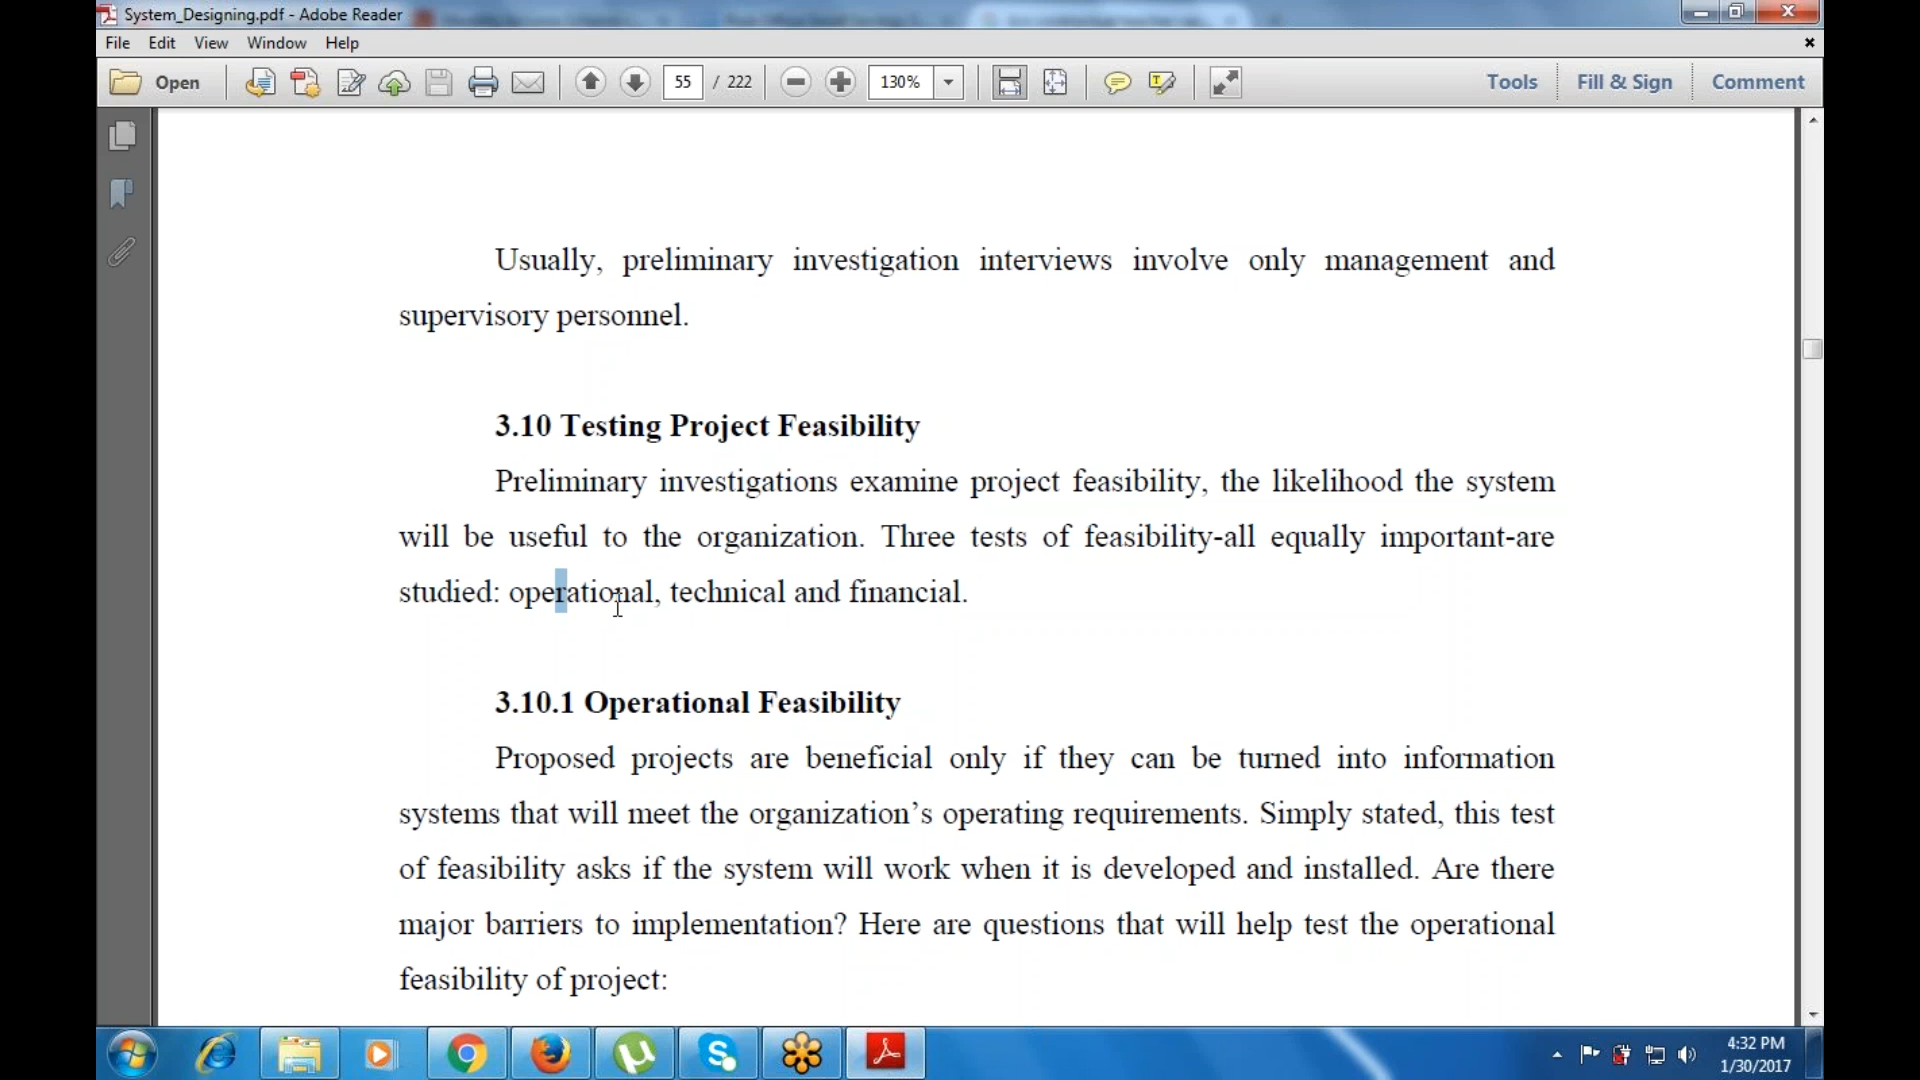 System_Designing.pdf - Adobe Reader
File Edit View Window Help
Open 55 / 222 130% Tools Fill & Sign Comment
Usually, preliminary investigation interviews involve only management and
supervisory personnel.
3.10 Testing Project Feasibility
Preliminary investigations examine project feasibility, the likelihood the system
will be useful to the organization. Three tests of feasibility-all equally important-are
studied: operational, technical and financial.
3.10.1 Operational Feasibility
Proposed projects are beneficial only if they can be turned into information
systems that will meet the organization’s operating requirements. Simply stated, this test
of feasibility asks if the system will work when it is developed and installed. Are there
major barriers to implementation? Here are questions that will help test the operational
feasibility of project:
4:32 PM
1/30/2017